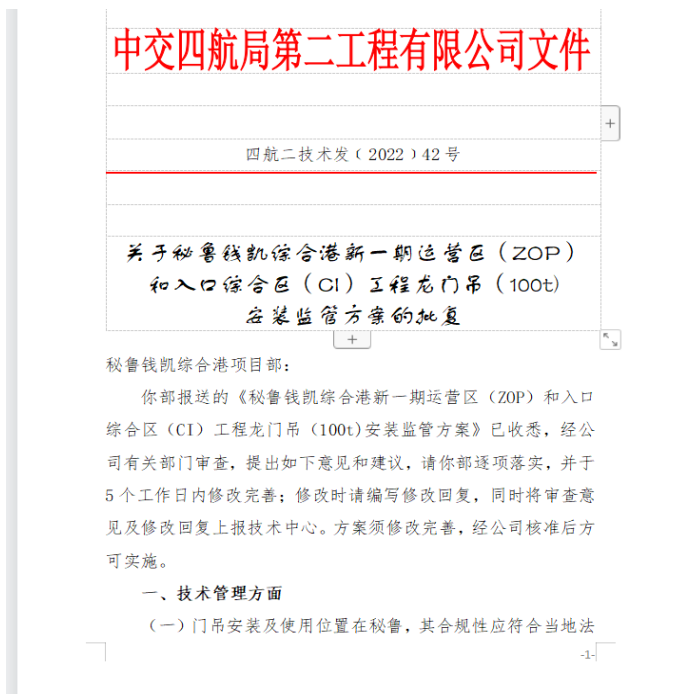 中交四航局第二工程有限公司文件
四航二技术发﹝2022﹞42 号
关于秘鲁钱凯综合港新一期运营区（ZOP）
和入口综合区（CI）工程龙门吊（100t)
安装监管方案的批复
秘鲁钱凯综合港项目部：
你部报送的《秘鲁钱凯综合港新一期运营区（ZOP）和入口
综合区（CI）工程龙门吊（100t)安装监管方案》已收悉，经公
司有关部门审查，提出如下意见和建议，请你部逐项落实，并于
5 个工作日内修改完善；修改时请编写修改回复，同时将审查意
见及修改回复上报技术中心。方案须修改完善，经公司核准后方
可实施。
一、技术管理方面
（一）门吊安装及使用位置在秘鲁，其合规性应符合当地法
-1-